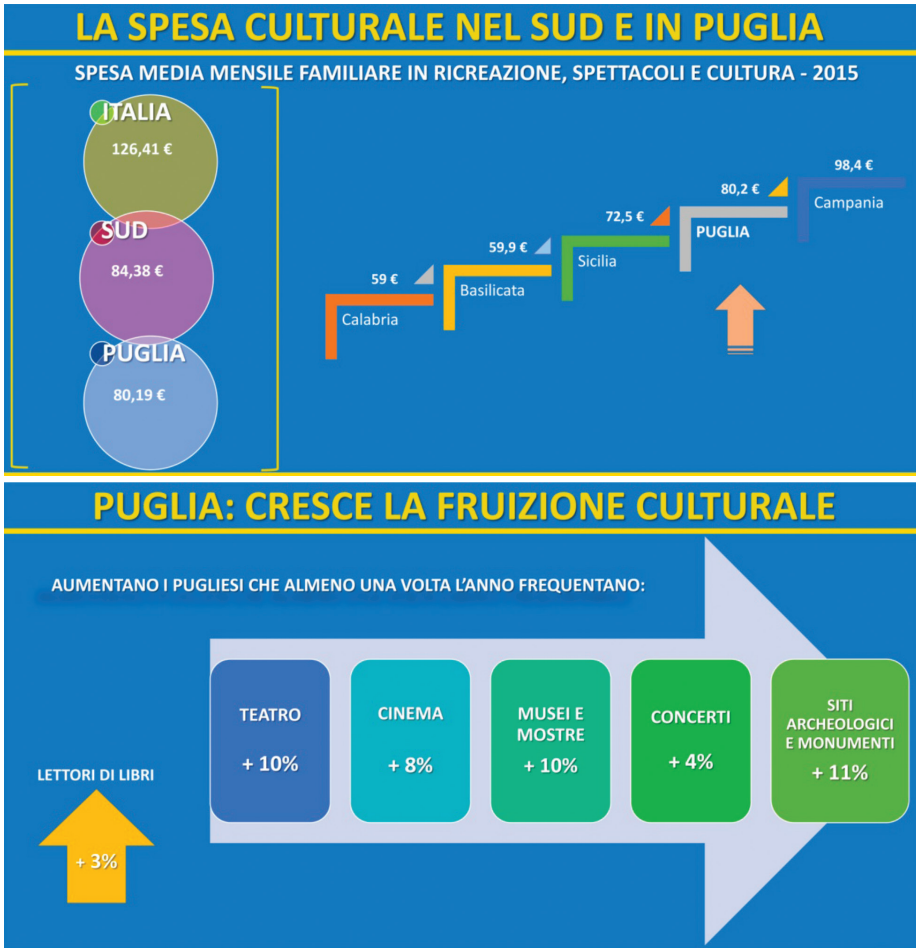 LA SPESA CULTURALE NEL SUD E IN PUGLIA
SPESA MEDIA MENSILE FAMILIARE IN RICREAZIONE, SPETTACOLI E CULTURA - 2015
ITALIA
126,41 €
SUD
84,38 €
PUGLIA
80,19 €
59 €
Calabria
59,9 €
Basilicata
72,5 €
Sicilia
80,2 €
PUGLIA
98,4 €
Campania
PUGLIA: CRESCE LA FRUIZIONE CULTURALE
AUMENTANO I PUGLIESI CHE ALMENO UNA VOLTA L'ANNO FREQUENTANO:
LETTORI DI LIBRI
+ 3%
TEATRO
+ 10%
CINEMA
+ 8%
MUSEI E
MOSTRE
+ 10%
CONCERTI
+ 4%
SITI
ARCHEOLOGICI
E MONUMENTI
+ 11%